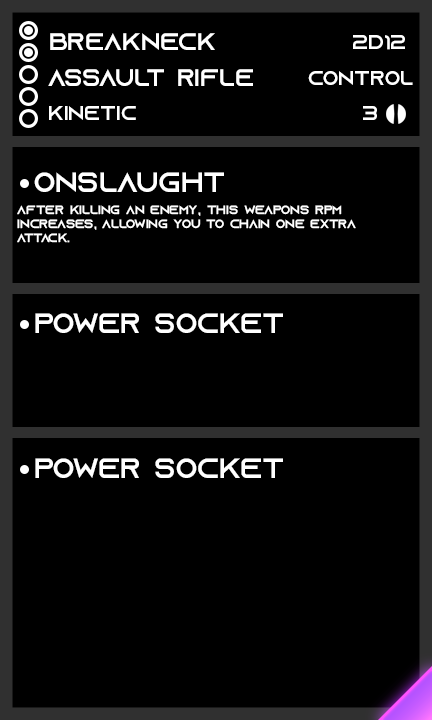 BREAKNECK 2D12
ASSAULT RIFLE CONTROL
KINETIC 3
•ONSLAUGHT
AFTER KILLING AN ENEMY, THIS WEAPONS RPM
INCREASES, ALLOWING YOU TO CHAIN ONE EXTRA
ATTACK.
•POWER SOCKET
•POWER SOCKET